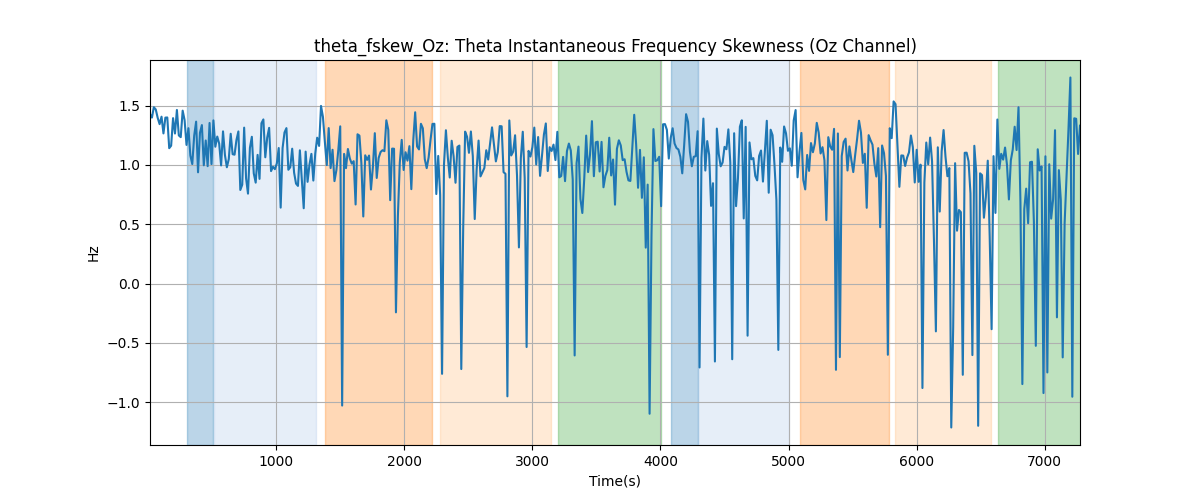 theta_fskew_Oz: Theta Instantaneous Frequency Skewness (Oz Channel)
Hz
1.5
1.0
0.5
0.0
−0.5
−1.0
1000 2000 3000 4000 5000 6000 7000
Time(s)